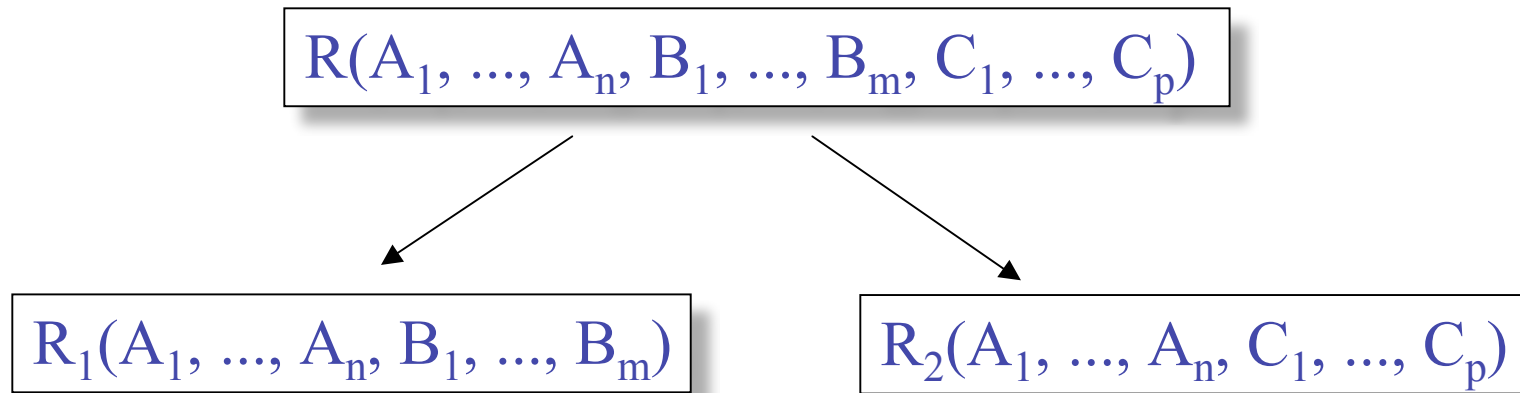 R(A₁, ..., Aₙ, B₁, ..., Bₘ, C₁, ..., Cₚ)
R₁(A₁, ..., Aₙ, B₁, ..., Bₘ)
R₂(A₁, ..., Aₙ, C₁, ..., Cₚ)